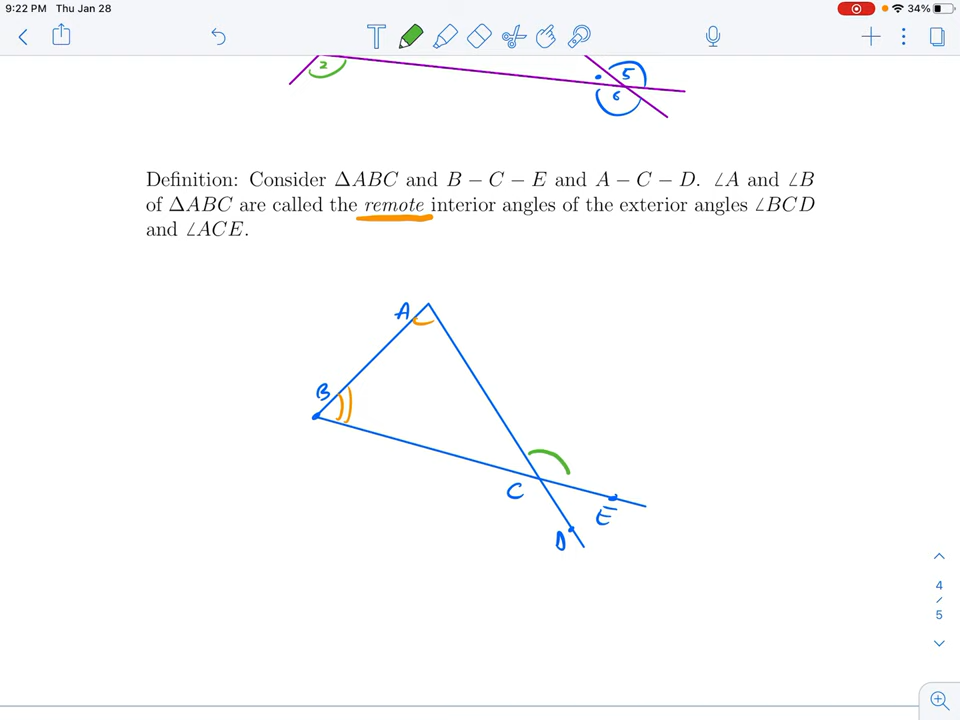 9:22 PM Thu Jan 28
34%
T
2
5
6
Definition: Consider ΔABC and B − C − E and A − C − D. ∠A and ∠B
of ΔABC are called the remote interior angles of the exterior angles ∠BCD
and ∠ACE.
A
B
C
E
D
4
/
5